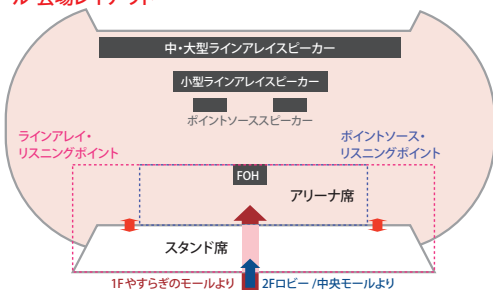 ル 会場レイアウト
中・大型ラインアレイスピーカー
小型ラインアレイスピーカー
ポイントソーススピーカー
ラインアレイ・
リスニングポイント
ポイントソース・
リスニングポイント
FOH
アリーナ席
スタンド席
1Fやすらぎのモールより
2Fロビー/中央モールより